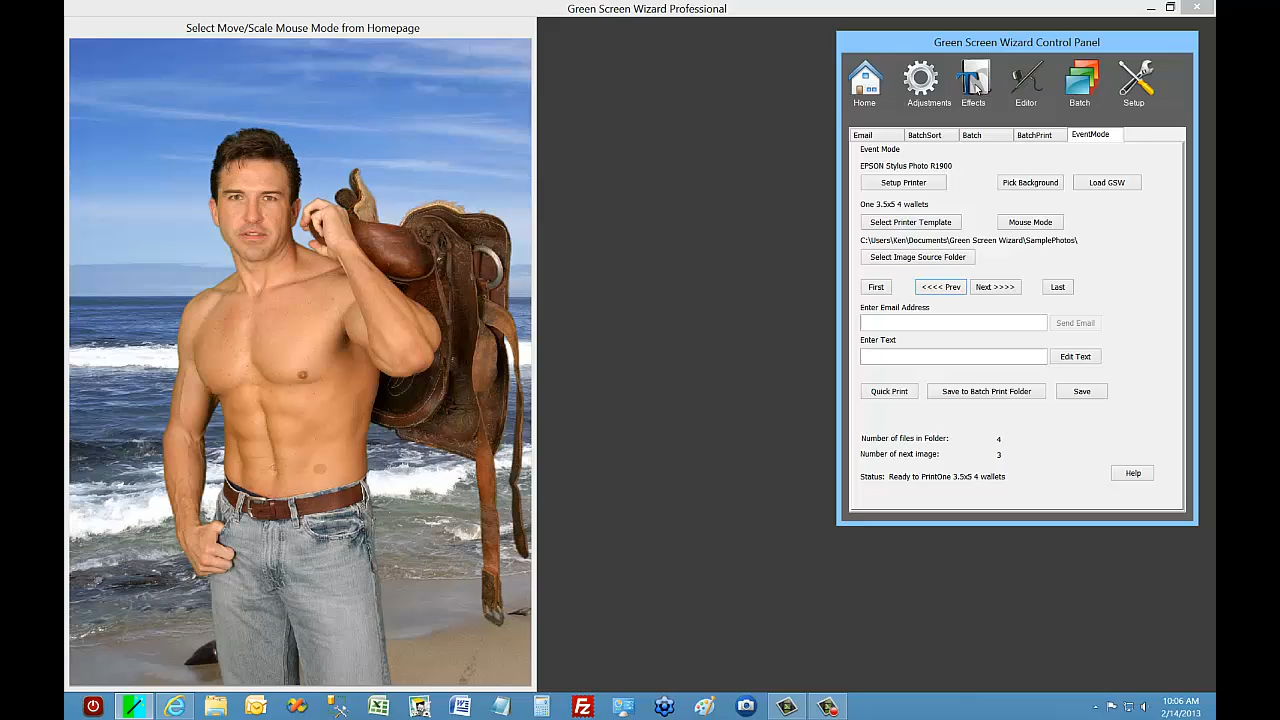 Green Screen Wizard Professional
Select Move/Scale Mouse Mode from Homepage
Green Screen Wizard Control Panel
Home Adjustments Effects Editor Batch Setup
Email BatchSort Batch BatchPrint EventMode
Event Mode
EPSON Stylus Photo R1900
Setup Printer Pick Background Load GSW
One 3.5x5 4 wallets
Select Printer Template Mouse Mode
C:\Users\Ken\Documents\Green Screen Wizard\SamplePhotos\
Select Image Source Folder
First <<<< Prev Next >>>> Last
Enter Email Address
Send Email
Enter Text
Edit Text
Quick Print Save to Batch Print Folder Save
Number of files in Folder: 4
Number of next image: 3
Help
Status: Ready to PrintOne 3.5x5 4 wallets
10:06 AM
2/14/2013